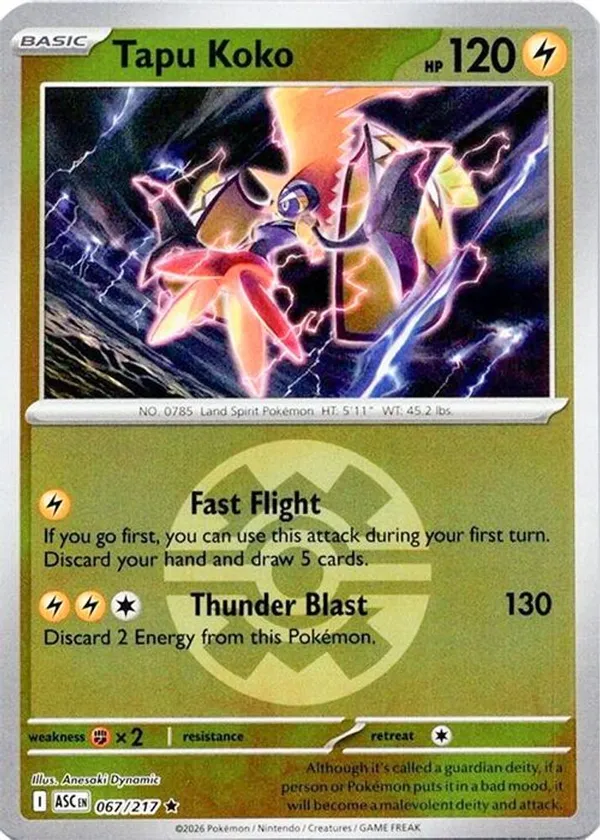 BASIC
Tapu Koko
HP 120
NO. 0785 Land Spirit Pokémon HT: 5'11" WT: 45.2 lbs.
Fast Flight
If you go first, you can use this attack during your first turn.
Discard your hand and draw 5 cards.
Thunder Blast 130
Discard 2 Energy from this Pokémon.
weakness ×2 resistance retreat
Illus. Anesaki Dynamic
I ASC EN 067/217 ★
Although it's called a guardian deity, if a
person or Pokémon puts it in a bad mood, it
will become a malevolent deity and attack.
©2026 Pokémon / Nintendo / Creatures / GAME FREAK